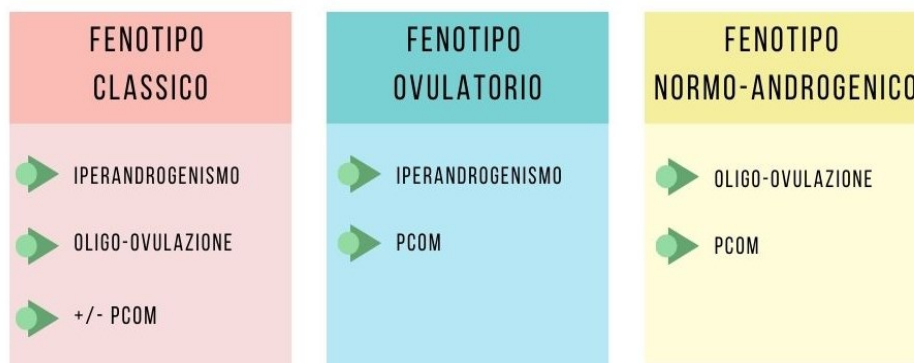 FENOTIPO
CLASSICO
IPERANDROGENISMO
OLIGO-OVULAZIONE
+/- PCOM
FENOTIPO
OVULATORIO
IPERANDROGENISMO
PCOM
FENOTIPO
NORMO-ANDROGENICO
OLIGO-OVULAZIONE
PCOM